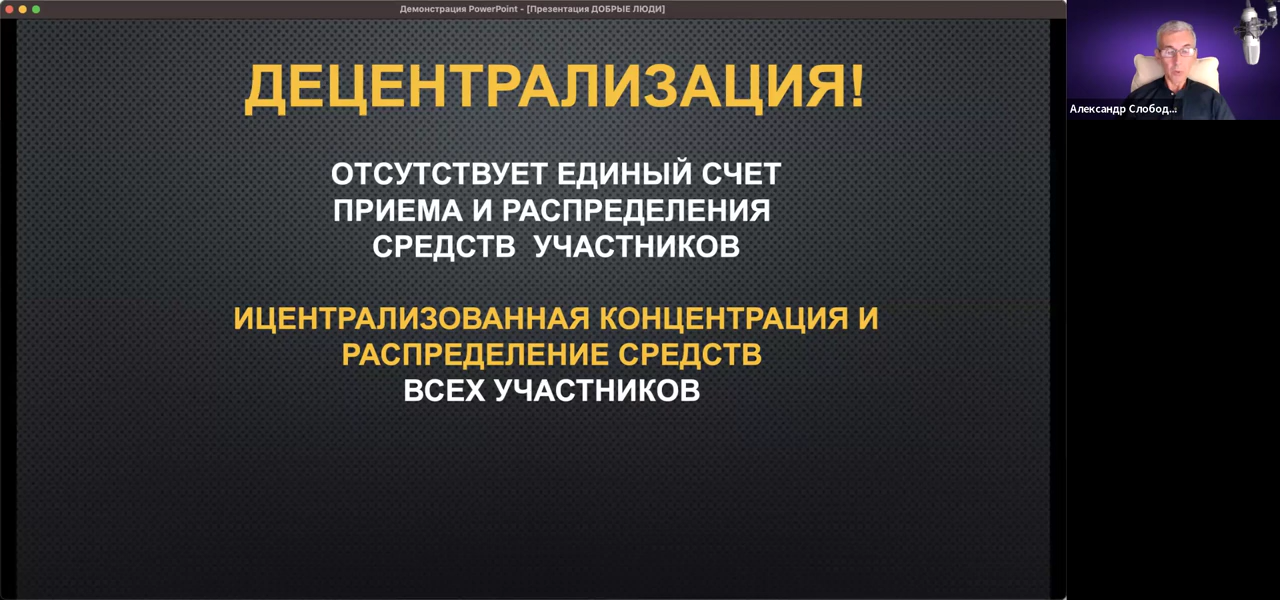 Демонстрация PowerPoint - [Презентация ДОБРЫЕ ЛЮДИ]
ДЕЦЕНТРАЛИЗАЦИЯ!
ОТСУТСТВУЕТ ЕДИНЫЙ СЧЕТ
ПРИЕМА И РАСПРЕДЕЛЕНИЯ
СРЕДСТВ УЧАСТНИКОВ
ИЦЕНТРАЛИЗОВАННАЯ КОНЦЕНТРАЦИЯ И
РАСПРЕДЕЛЕНИЕ СРЕДСТВ
ВСЕХ УЧАСТНИКОВ
Александр Слобод...